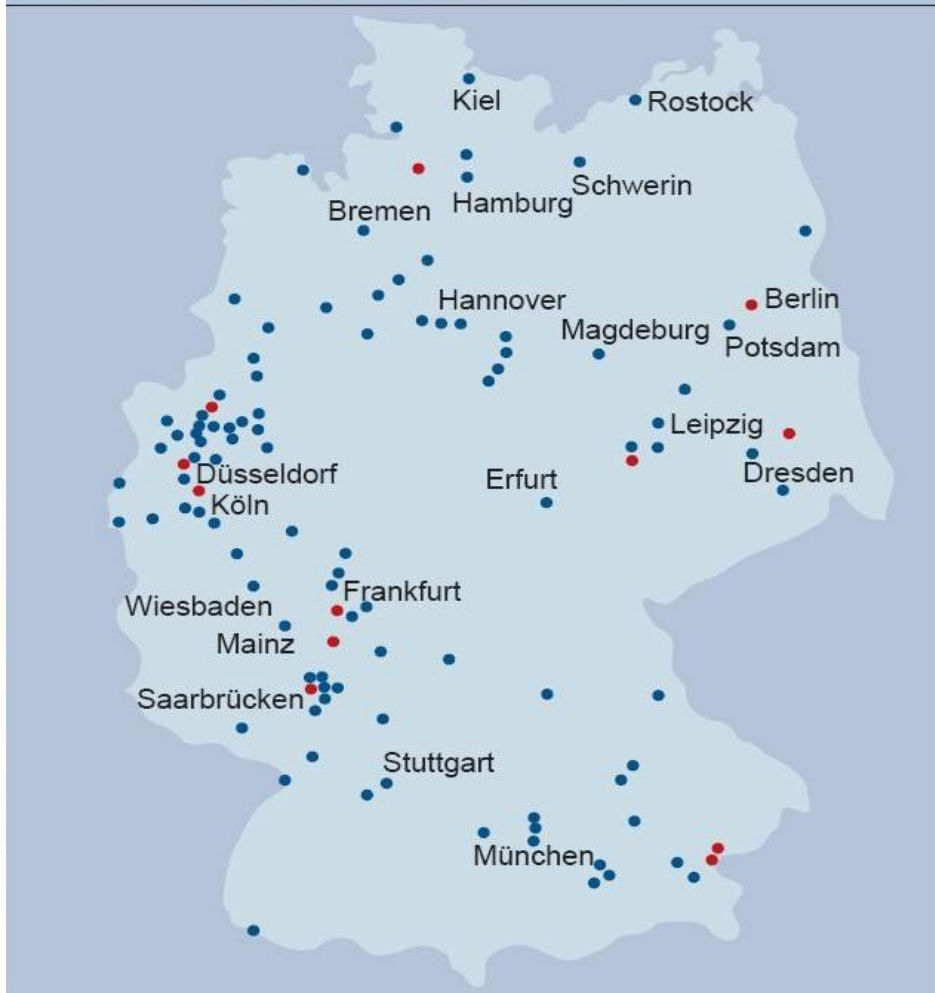 Kiel
Rostock
Schwerin
Hamburg
Bremen
Hannover
Berlin
Magdeburg
Potsdam
Leipzig
Düsseldorf
Dresden
Erfurt
Köln
Frankfurt
Wiesbaden
Mainz
Saarbrücken
Stuttgart
München